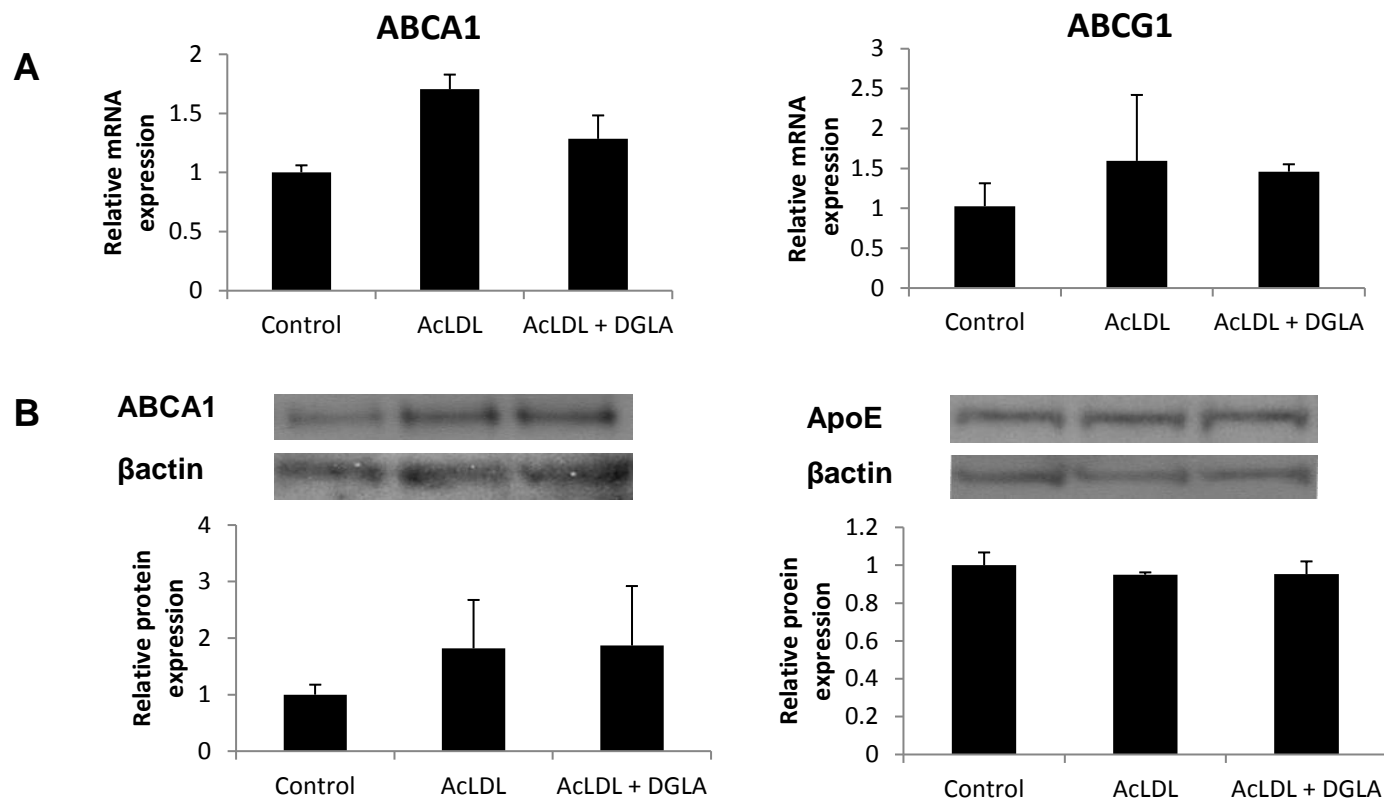 A
ABCA1
Relative mRNA
expression
2
1.5
1
0.5
0
Control AcLDL AcLDL + DGLA
ABCG1
Relative mRNA
expression
3
2.5
2
1.5
1
0.5
0
Control AcLDL AcLDL + DGLA
B
ABCA1
βactin
Relative protein
expression
4
3
2
1
0
Control AcLDL AcLDL + DGLA
ApoE
βactin
Relative proein
expression
1.2
1
0.8
0.6
0.4
0.2
0
Control AcLDL AcLDL + DGLA